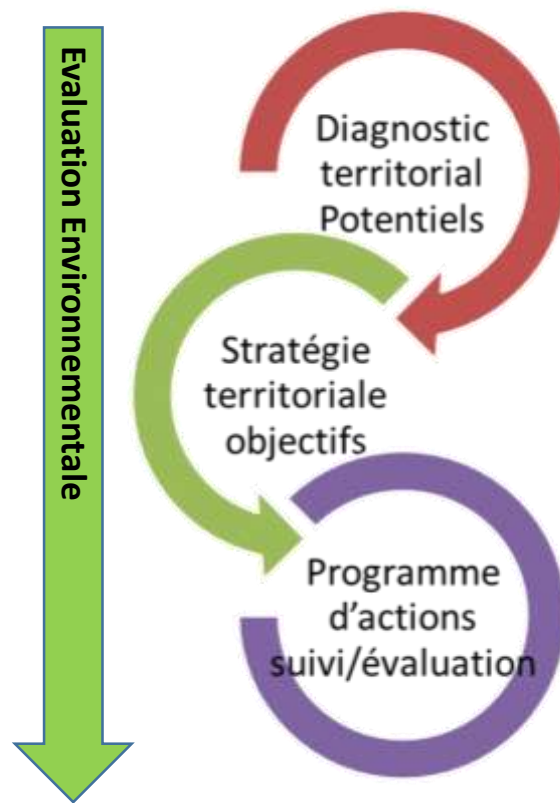 Evaluation Environnementale
Diagnostic
territorial
Potentiels
Stratégie
territoriale
objectifs
Programme
d'actions
suivi/évaluation